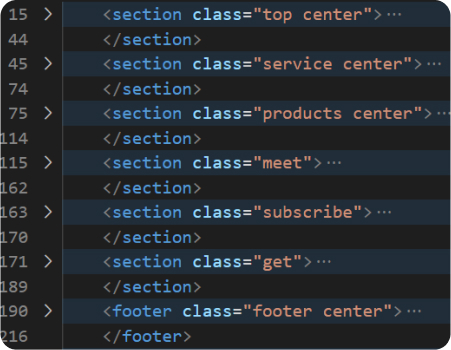 15 > <section class="top center">⋯
44 </section>
45 > <section class="service center">⋯
74 </section>
75 > <section class="products center">⋯
114 </section>
115 > <section class="meet">⋯
162 </section>
163 > <section class="subscribe">⋯
170 </section>
171 > <section class="get">⋯
189 </section>
190 > <footer class="footer center">⋯
216 </footer>